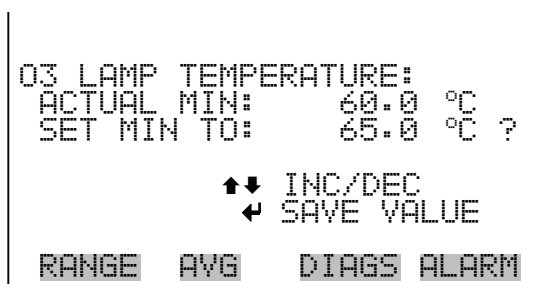 O3 LAMP TEMPERATURE:
ACTUAL MIN: 60.0 °C
SET MIN TO: 65.0 °C ?
⬆⬇ INC/DEC
↵ SAVE VALUE
RANGE AVG DIAGS ALARM